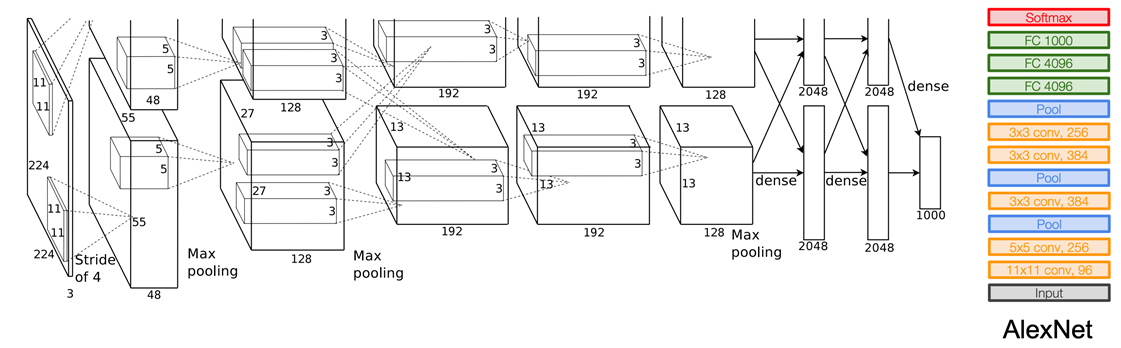 11
11
224
11
11
224
3
Stride
of 4
5
5
48
55
5
5
55
48
Max
pooling
3
3
3
3
128
27
3
3
27
3
3
128
Max
pooling
3
3
192
13
3
13
3
192
3
3
192
13
3
3
13
192
128
13
13
128
Max
pooling
dense
2048
2048
dense
2048
2048
dense
1000
Softmax
FC 1000
FC 4096
FC 4096
Pool
3x3 conv, 256
3x3 conv, 384
Pool
3x3 conv, 384
Pool
5x5 conv, 256
11x11 conv, 96
Input
AlexNet